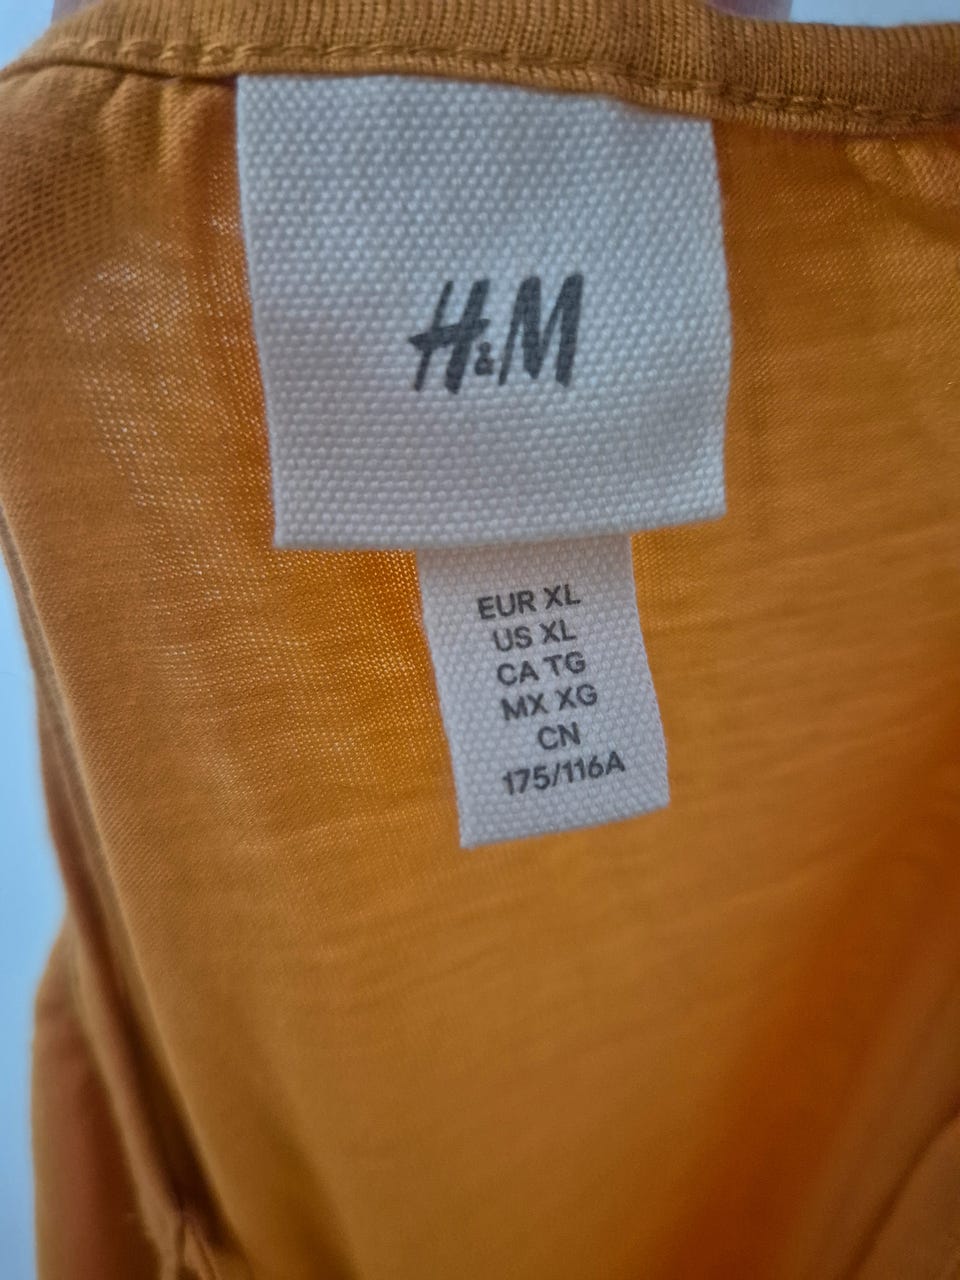 H&M
EUR XL
US XL
CA TG
MX XG
CN
175/116A